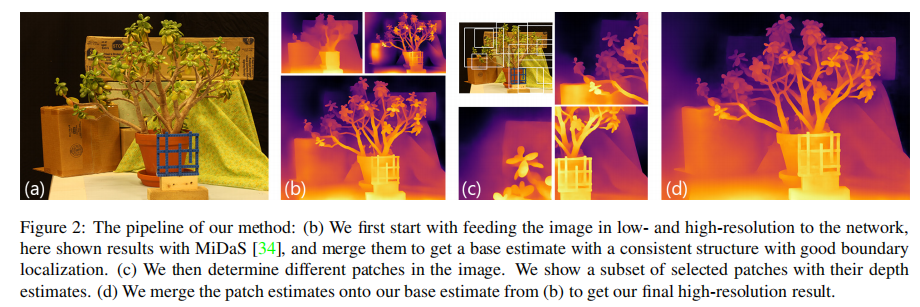 (a)
(b)
(c)
(d)
Figure 2: The pipeline of our method: (b) We first start with feeding the image in low- and high-resolution to the network,
here shown results with MiDaS [34], and merge them to get a base estimate with a consistent structure with good boundary
localization. (c) We then determine different patches in the image. We show a subset of selected patches with their depth
estimates. (d) We merge the patch estimates onto our base estimate from (b) to get our final high-resolution result.